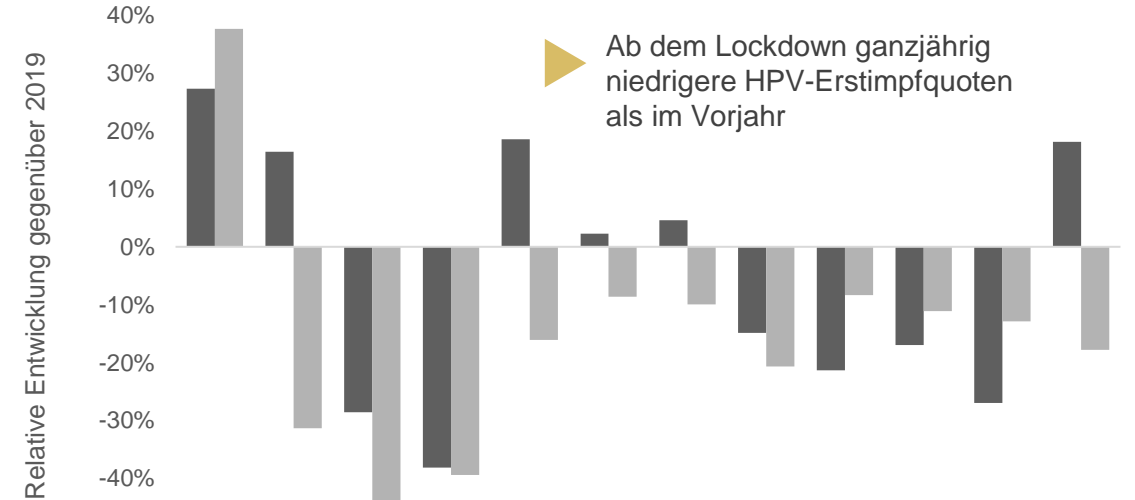 Relative Entwicklung gegenüber 2019
40%
30%
20%
10%
0%
-10%
-20%
-30%
-40%
Ab dem Lockdown ganzjährig
niedrigere HPV-Erstimpfquoten
als im Vorjahr